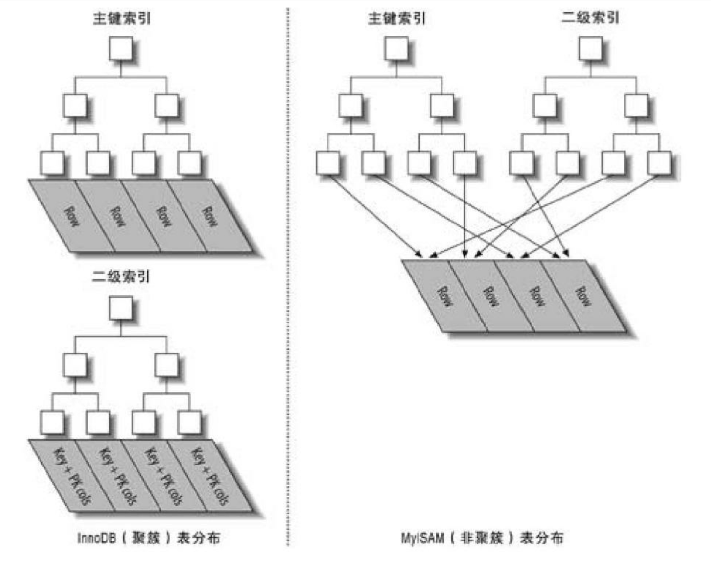 主键索引
Row
Row
Row
Row
二级索引
Key + PK cols
Key + PK cols
Key + PK cols
Key + PK cols
InnoDB（聚簇）表分布
主键索引
二级索引
Row
Row
Row
Row
MyISAM（非聚簇）表分布